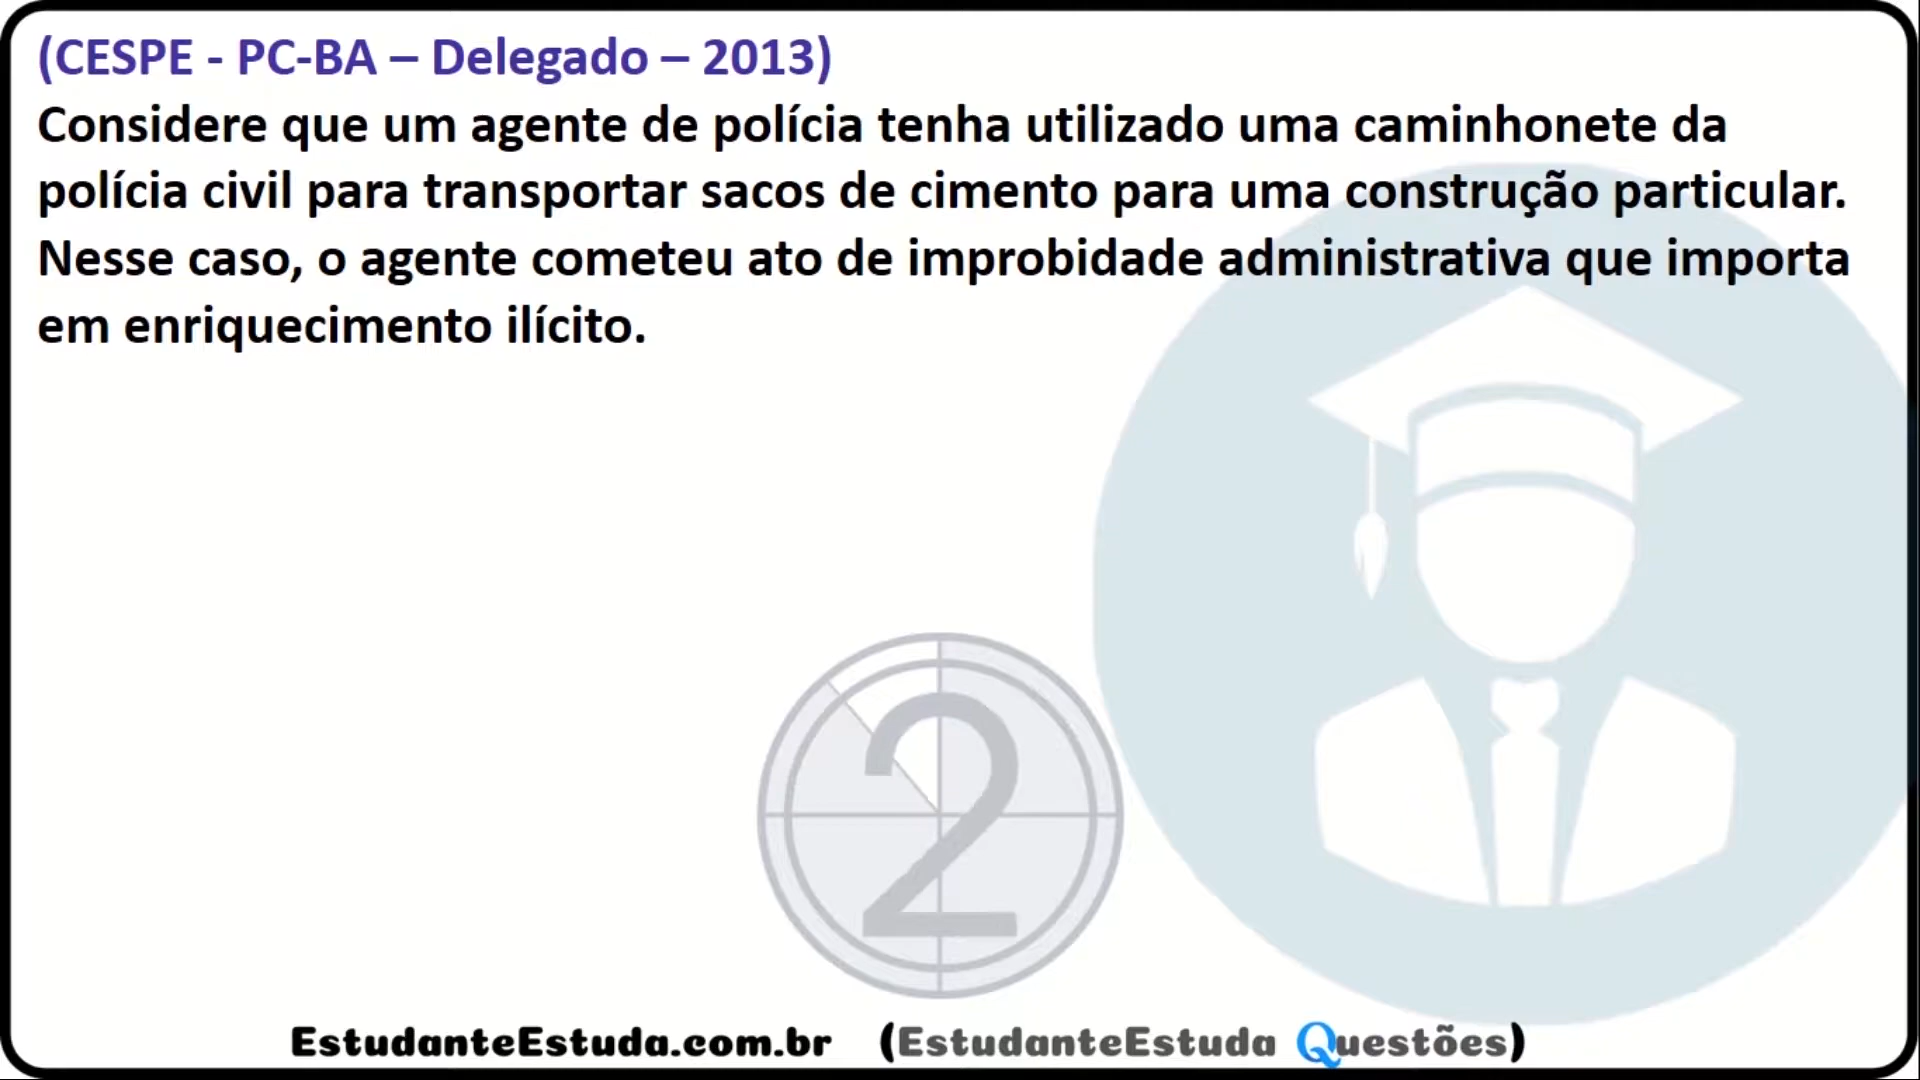 (CESPE - PC-BA – Delegado – 2013)
Considere que um agente de polícia tenha utilizado uma caminhonete da
polícia civil para transportar sacos de cimento para uma construção particular.
Nesse caso, o agente cometeu ato de improbidade administrativa que importa
em enriquecimento ilícito.
2
EstudanteEstuda.com.br (EstudanteEstuda Questões)